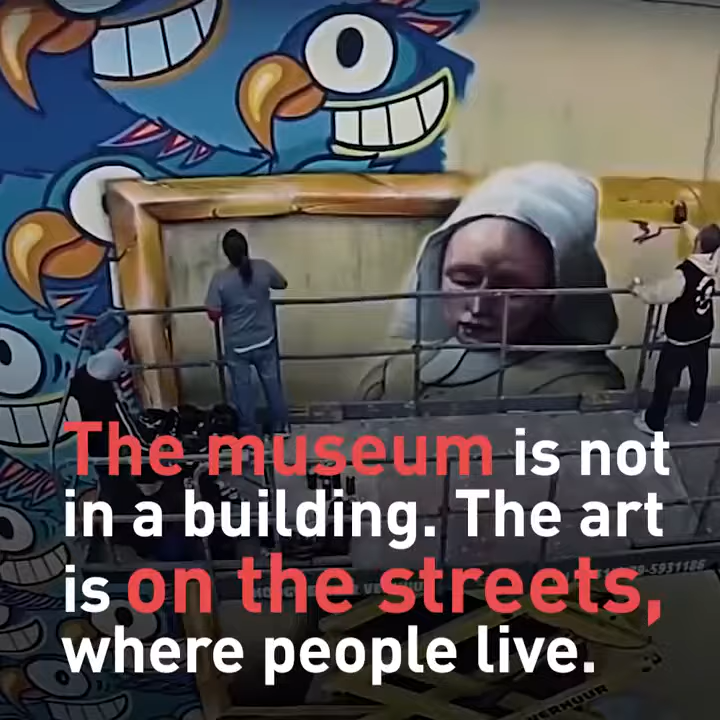 The museum is not
in a building. The art
is on the streets,
where people live.